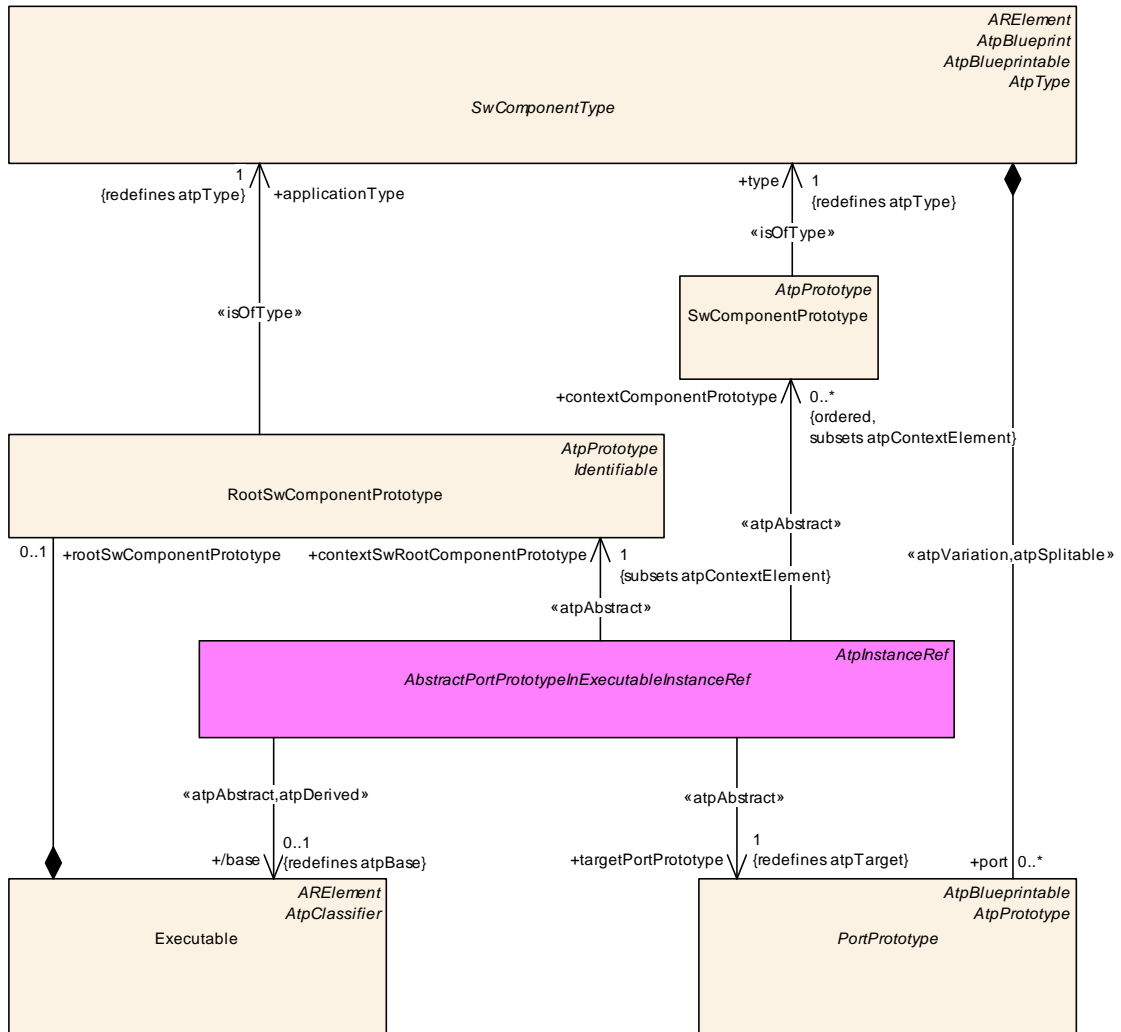 ARElement
AtpBlueprint
AtpBlueprintable
AtpType
SwComponentType
1
{redefines atpType}
+applicationType
+type
1
{redefines atpType}
«isOfType»
AtpPrototype
SwComponentPrototype
«isOfType»
+contextComponentPrototype
0..*
{ordered,
subsets atpContextElement}
AtpPrototype
Identifiable
RootSwComponentPrototype
«atpAbstract»
0..1
+rootSwComponentPrototype
+contextSwRootComponentPrototype
1
{subsets atpContextElement}
«atpVariation,atpSplitable»
«atpAbstract»
AtpInstanceRef
AbstractPortPrototypeInExecutableInstanceRef
«atpAbstract,atpDerived»
«atpAbstract»
+/base
0..1
{redefines atpBase}
+targetPortPrototype
1
{redefines atpTarget}
+port
0..*
ARElement
AtpClassifier
Executable
AtpBlueprintable
AtpPrototype
PortPrototype